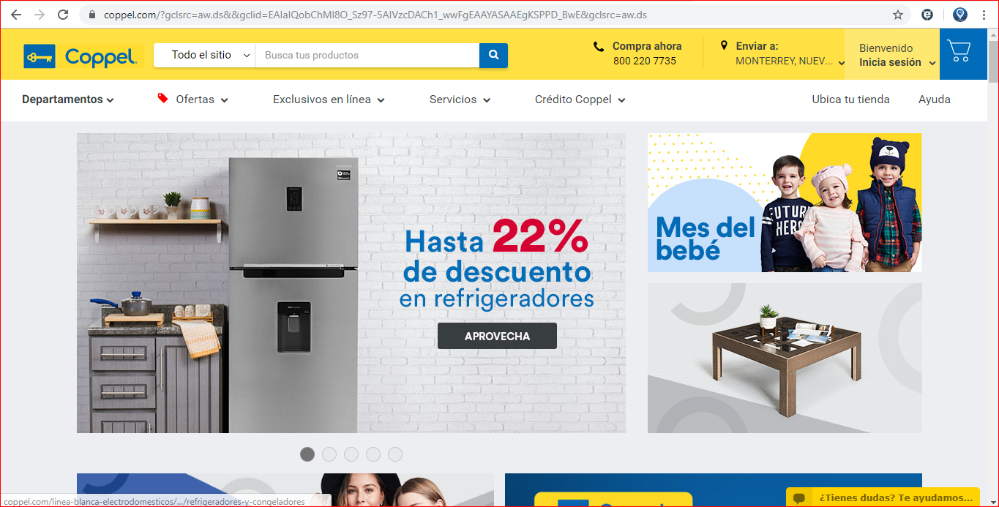 coppel.com/?gclsrc=aw.ds&&gclid=EAIaIQobChMI8O_Sz97-5AIVzcDACh1_wwFgEAAYASAAEgKSPPD_BwE&gclsrc=aw.ds
Coppel
Todo el sitio
Busca tus productos
Compra ahora
800 220 7735
Enviar a:
MONTERREY, NUEV...
Bienvenido
Inicia sesión
Departamentos
Ofertas
Exclusivos en línea
Servicios
Crédito Coppel
Ubica tu tienda
Ayuda
SAMSUNG
Hasta 22%
de descuento
en refrigeradores
APROVECHA
Mes del
bebé
FUTURE
HERO
coppel.com/linea-blanca-electrodomesticos/.../refrigeradores-y-congeladores
¿Tienes dudas? Te ayudamos...